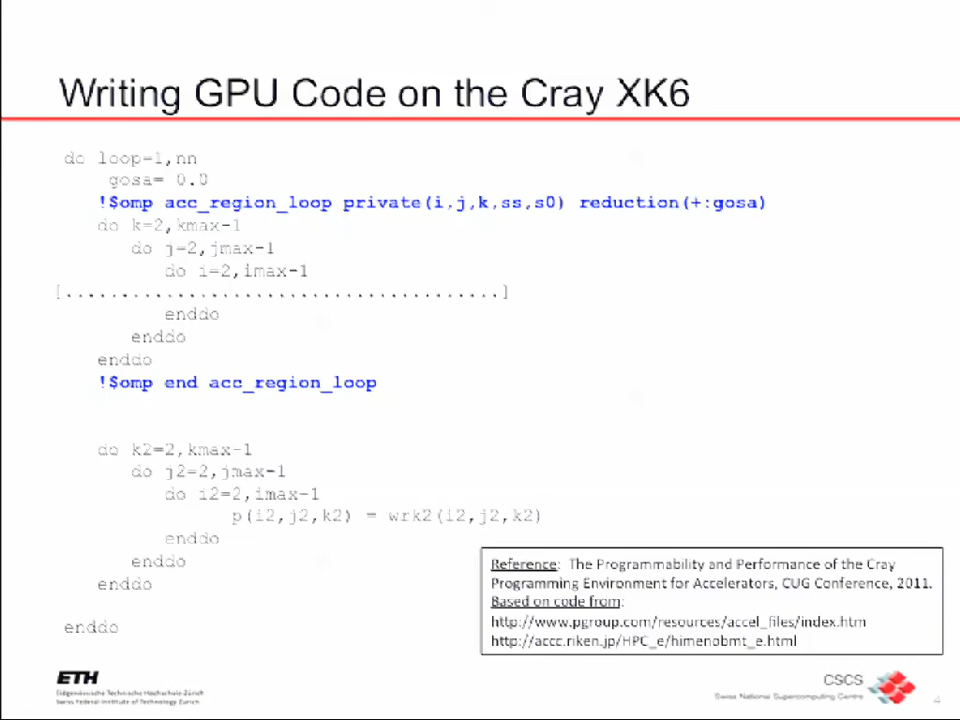 Writing GPU Code on the Cray XK6
do loop=1,nn
gosa= 0.0
!$omp acc_region_loop private(i,j,k,ss,s0) reduction(+:gosa)
do k=2,kmax-1
do j=2,jmax-1
do i=2,imax-1
[.......................................]
enddo
enddo
enddo
!$omp end acc_region_loop
do k2=2,kmax-1
do j2=2,jmax-1
do i2=2,imax-1
p(i2,j2,k2) = wrk2(i2,j2,k2)
enddo
enddo
enddo
enddo
Reference: The Programmability and Performance of the Cray
Programming Environment for Accelerators, CUG Conference, 2011.
Based on code from:
http://www.pgroup.com/resources/accel_files/index.htm
http://accc.riken.jp/HPC_e/himenobmt_e.html
ETH
Eidgenössische Technische Hochschule Zürich
Swiss Federal Institute of Technology Zurich
CSCS
Swiss National Supercomputing Centre
4